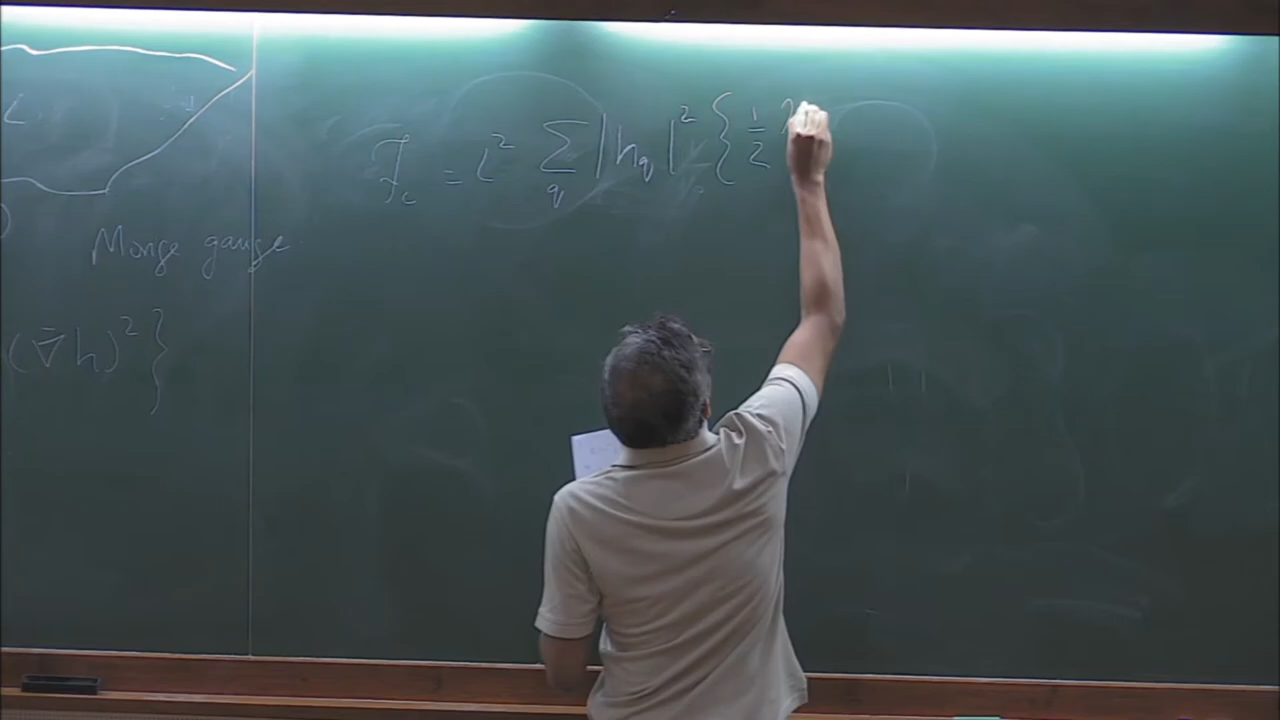 L
Monge gauge
(∇̄h)² }
𝓕_c = L² Σ_q |h_q|² { 1/2